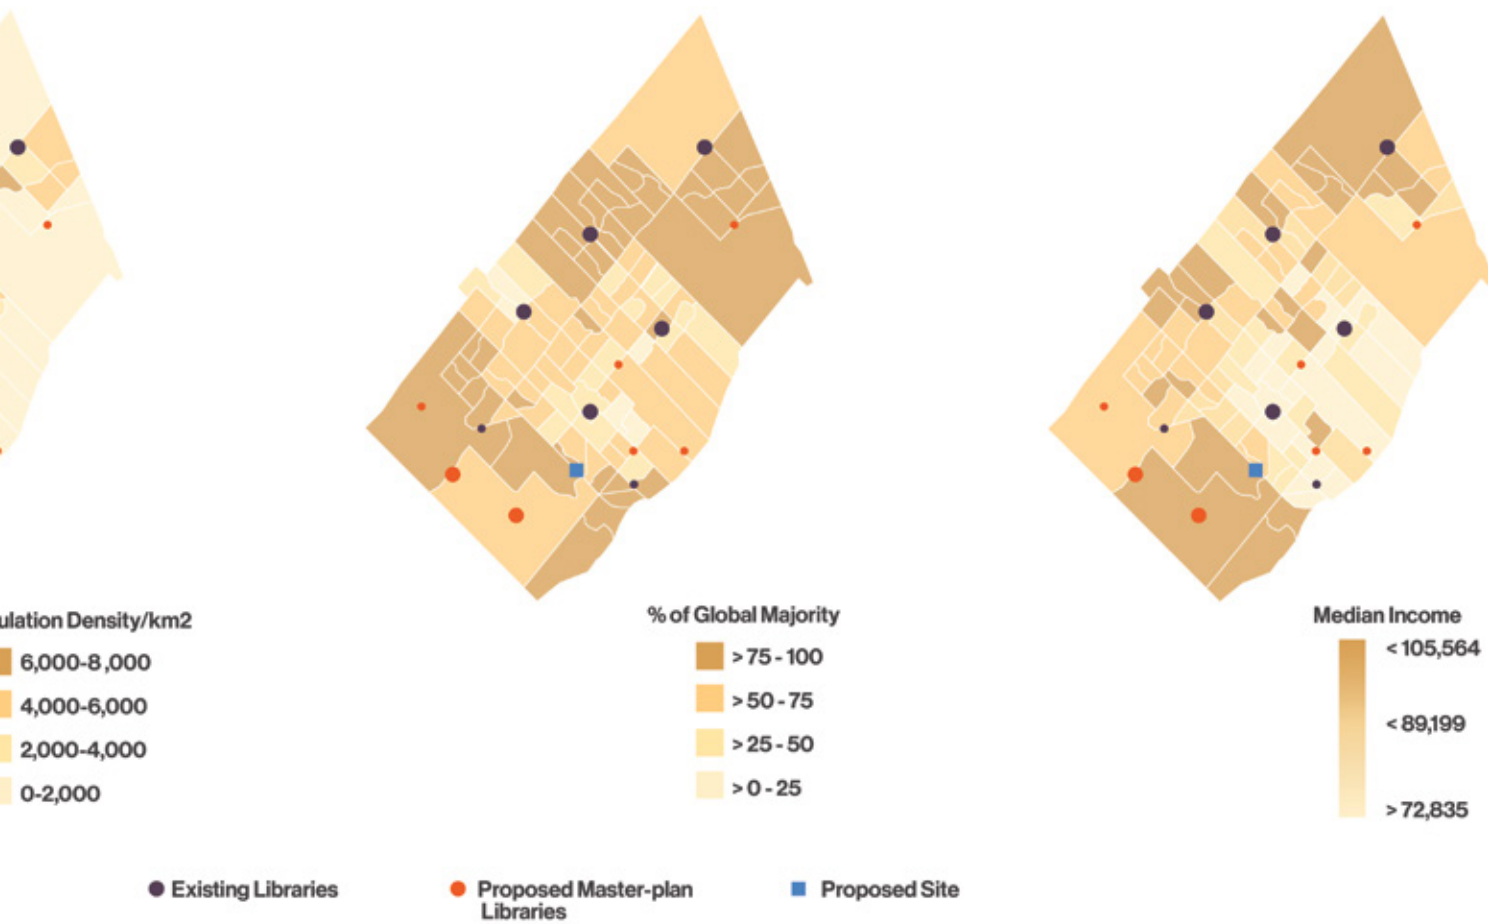 ulation Density/km2
6,000-8,000
4,000-6,000
2,000-4,000
0-2,000
% of Global Majority
>75-100
>50-75
>25-50
>0-25
Median Income
<105,564
<89,199
>72,835
Existing Libraries
Proposed Master-plan
Libraries
Proposed Site